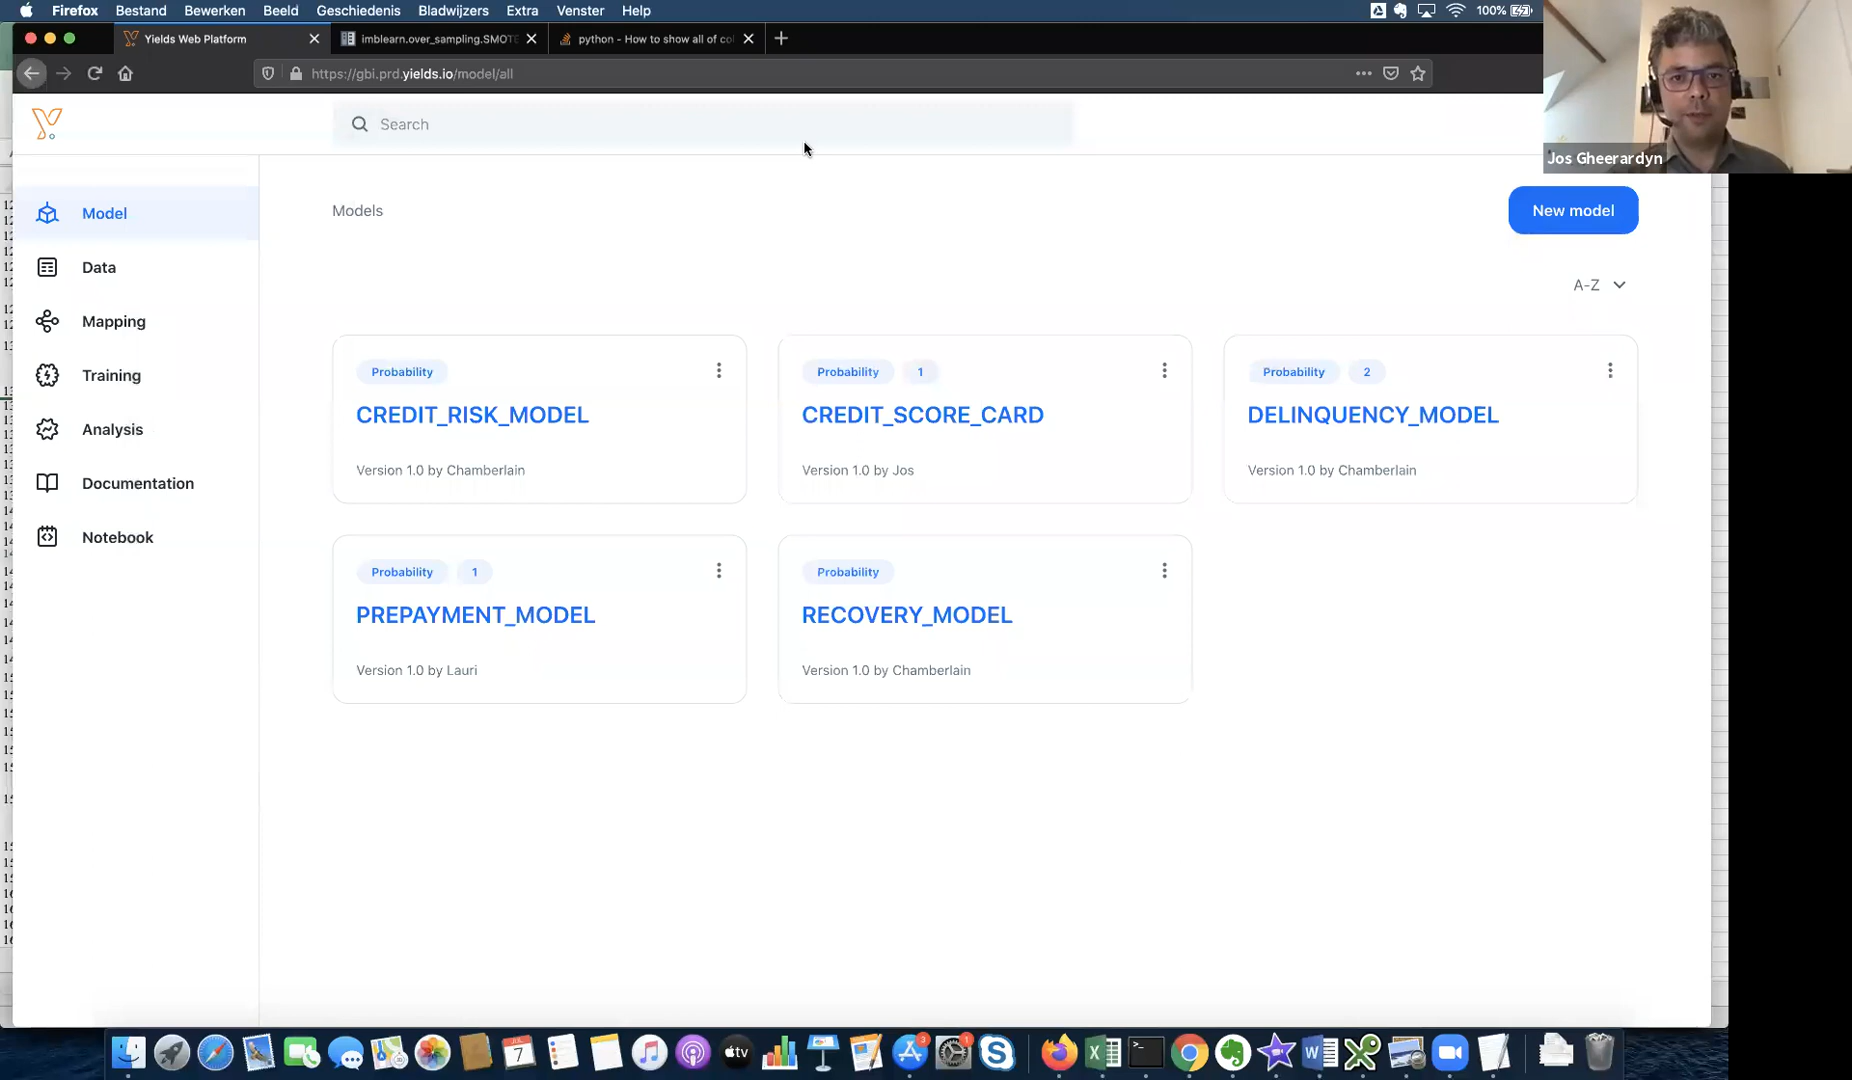 Firefox Bestand Bewerken Beeld Geschiedenis Bladwijzers Extra Venster Help 100%
Yields Web Platform imblearn.over_sampling.SMOTE python - How to show all of co
https://gbi.prd.yields.io/model/all
Search
Jos Gheerardyn
Model
Data
Mapping
Training
Analysis
Documentation
Notebook
Models
New model
A-Z
Probability
CREDIT_RISK_MODEL
Version 1.0 by Chamberlain
Probability 1
CREDIT_SCORE_CARD
Version 1.0 by Jos
Probability 2
DELINQUENCY_MODEL
Version 1.0 by Chamberlain
Probability 1
PREPAYMENT_MODEL
Version 1.0 by Lauri
Probability
RECOVERY_MODEL
Version 1.0 by Chamberlain